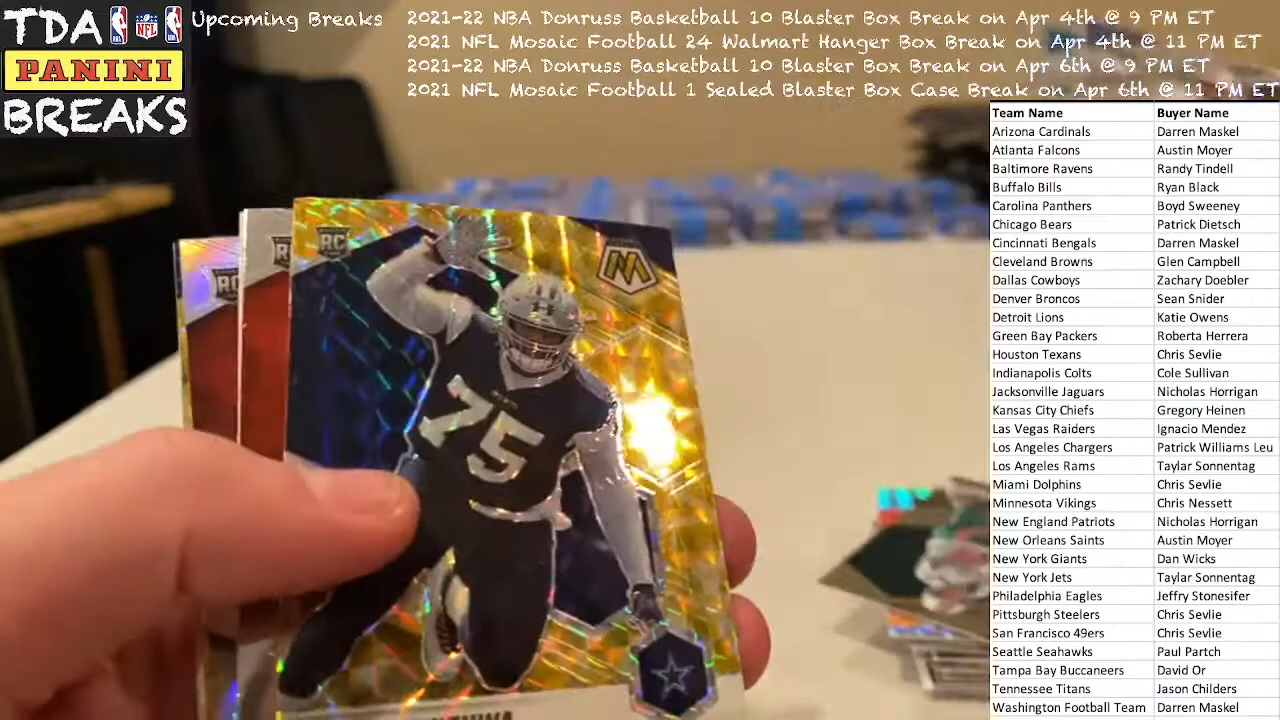 TDA
PANINI
BREAKS
Upcoming Breaks
2021-22 NBA Donruss Basketball 10 Blaster Box Break on Apr 4th @ 9 PM ET
2021 NFL Mosaic Football 24 Walmart Hanger Box Break on Apr 4th @ 11 PM ET
2021-22 NBA Donruss Basketball 10 Blaster Box Break on Apr 6th @ 9 PM ET
2021 NFL Mosaic Football 1 Sealed Blaster Box Case Break on Apr 6th @ 11 PM ET
Team Name Buyer Name
Arizona Cardinals Darren Maskel
Atlanta Falcons Austin Moyer
Baltimore Ravens Randy Tindell
Buffalo Bills Ryan Black
Carolina Panthers Boyd Sweeney
Chicago Bears Patrick Dietsch
Cincinnati Bengals Darren Maskel
Cleveland Browns Glen Campbell
Dallas Cowboys Zachary Doebler
Denver Broncos Sean Snider
Detroit Lions Katie Owens
Green Bay Packers Roberta Herrera
Houston Texans Chris Sevlie
Indianapolis Colts Cole Sullivan
Jacksonville Jaguars Nicholas Horrigan
Kansas City Chiefs Gregory Heinen
Las Vegas Raiders Ignacio Mendez
Los Angeles Chargers Patrick Williams Leu
Los Angeles Rams Taylar Sonnentag
Miami Dolphins Chris Sevlie
Minnesota Vikings Chris Nessett
New England Patriots Nicholas Horrigan
New Orleans Saints Austin Moyer
New York Giants Dan Wicks
New York Jets Taylar Sonnentag
Philadelphia Eagles Jeffry Stonesifer
Pittsburgh Steelers Chris Sevlie
San Francisco 49ers Chris Sevlie
Seattle Seahawks Paul Partch
Tampa Bay Buccaneers David Or
Tennessee Titans Jason Childers
Washington Football Team Darren Maskel
RC
75